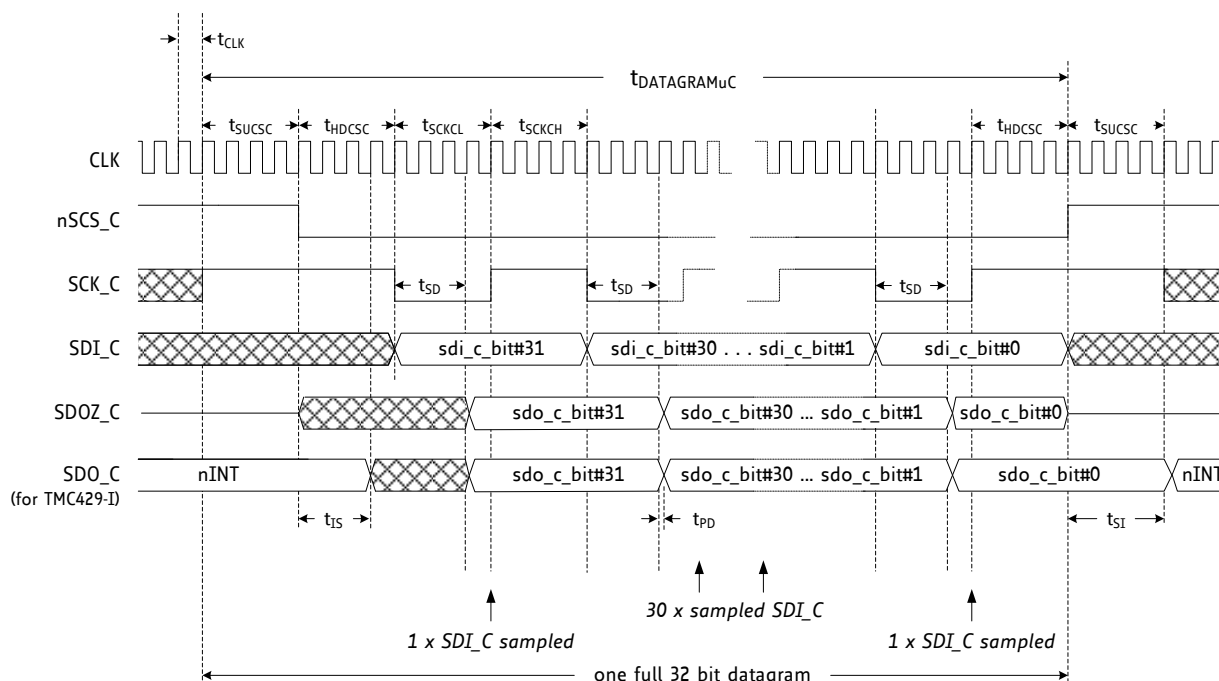 tCLK
tDATAGRAMuC
tSUCSC tHDCSC tSCKCL tSCKCH tHDCSC tSUCSC
CLK
nSCS_C
SCK_C tSD tSD tSD
SDI_C sdi_c_bit#31 sdi_c_bit#30 . . . sdi_c_bit#1 sdi_c_bit#0
SDOZ_C sdo_c_bit#31 sdo_c_bit#30 ... sdo_c_bit#1 sdo_c_bit#0
SDO_C nINT sdo_c_bit#31 sdo_c_bit#30 ... sdo_c_bit#1 sdo_c_bit#0 nINT
(for TMC429-I)
tIS tPD tSI
30 x sampled SDI_C
1 x SDI_C sampled 1 x SDI_C sampled
one full 32 bit datagram